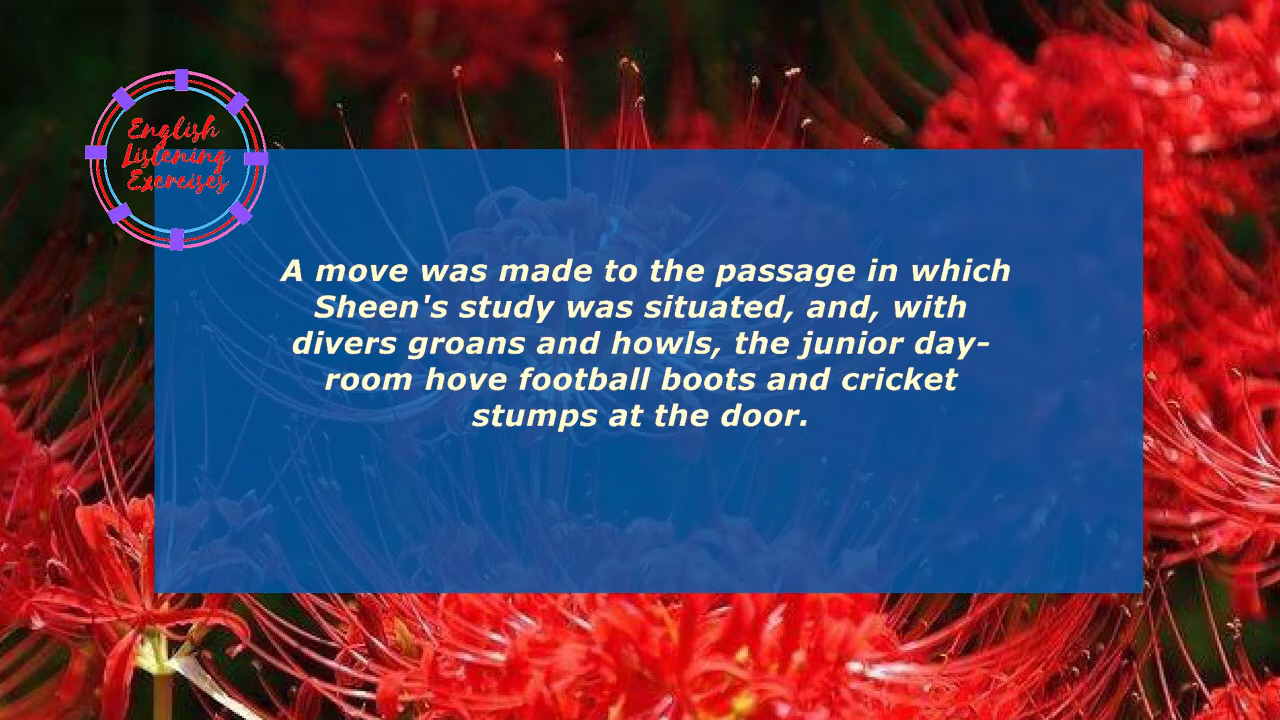 English
Listening
Exercises
A move was made to the passage in which
Sheen's study was situated, and, with
divers groans and howls, the junior day-
room hove football boots and cricket
stumps at the door.